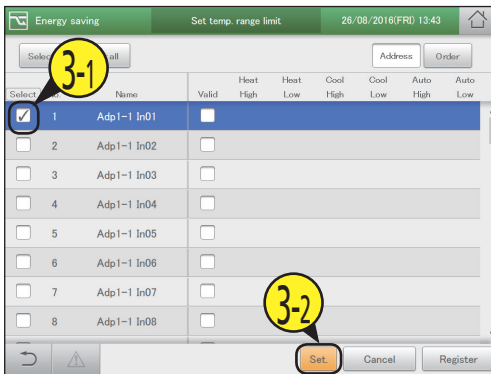 Energy saving Set temp. range limit 26/08/2016(FRI) 13:43
Sele all Address Order
3-1
Heat Heat Cool Cool Auto Auto
Select Name Valid High Low High Low High Low
1 Adp1-1 In01
2 Adp1-1 In02
3 Adp1-1 In03
4 Adp1-1 In04
5 Adp1-1 In05
6 Adp1-1 In06
7 Adp1-1 In07
8 Adp1-1 In08
3-2
Set. Cancel Register